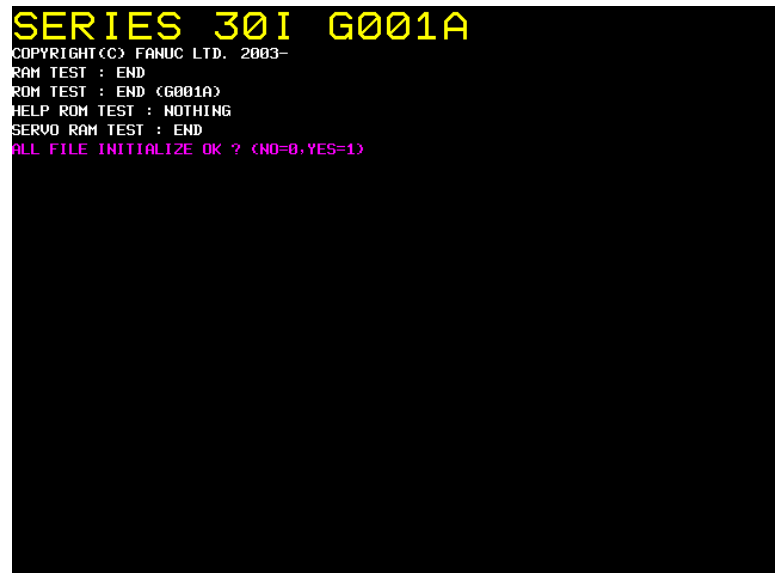 SERIES 30I G001A
COPYRIGHT(C) FANUC LTD. 2003-
RAM TEST : END
ROM TEST : END (G001A)
HELP ROM TEST : NOTHING
SERVO RAM TEST : END
ALL FILE INITIALIZE OK ? (NO=0,YES=1)